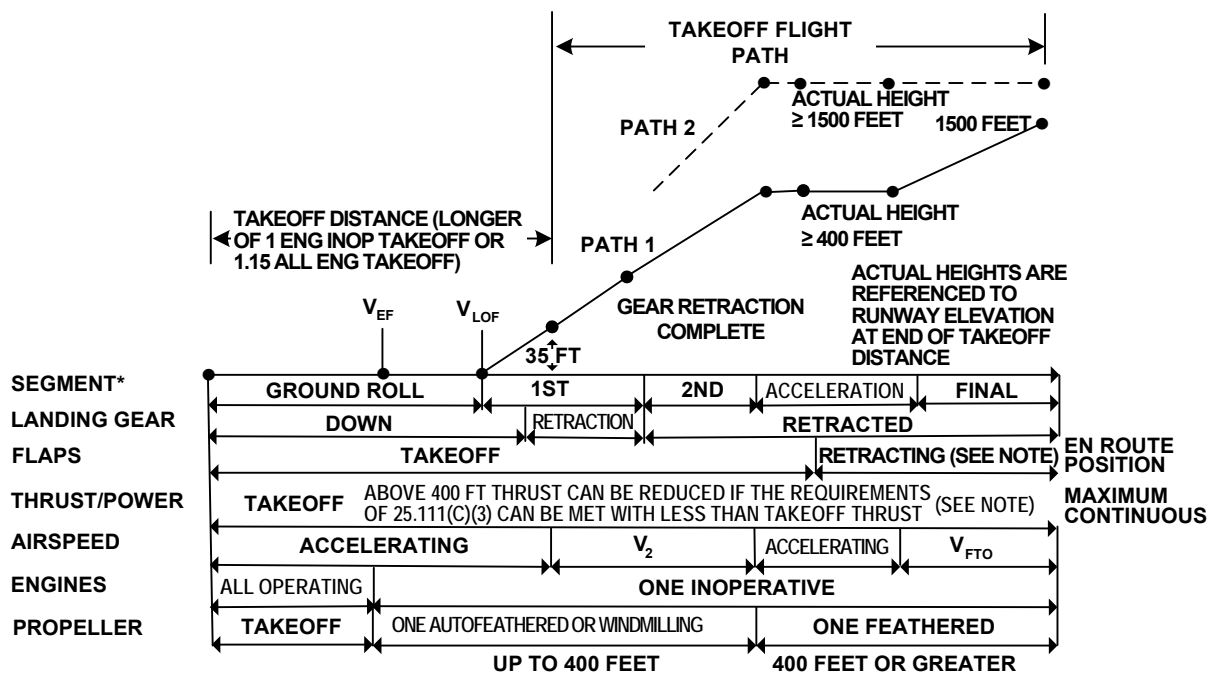 TAKEOFF FLIGHT
PATH
ACTUAL HEIGHT
≥ 1500 FEET
1500 FEET
PATH 2
TAKEOFF DISTANCE (LONGER
OF 1 ENG INOP TAKEOFF OR
1.15 ALL ENG TAKEOFF)
ACTUAL HEIGHT
≥ 400 FEET
PATH 1
ACTUAL HEIGHTS ARE
REFERENCED TO
RUNWAY ELEVATION
AT END OF TAKEOFF
DISTANCE
GEAR RETRACTION
COMPLETE
VEF
VLOF
35 FT
SEGMENT* GROUND ROLL 1ST 2ND ACCELERATION FINAL
LANDING GEAR DOWN RETRACTION RETRACTED
FLAPS TAKEOFF RETRACTING (SEE NOTE) EN ROUTE
POSITION
THRUST/POWER TAKEOFF ABOVE 400 FT THRUST CAN BE REDUCED IF THE REQUIREMENTS
OF 25.111(C)(3) CAN BE MET WITH LESS THAN TAKEOFF THRUST (SEE NOTE) MAXIMUM
CONTINUOUS
AIRSPEED ACCELERATING V2 ACCELERATING VFTO
ENGINES ALL OPERATING ONE INOPERATIVE
PROPELLER TAKEOFF ONE AUTOFEATHERED OR WINDMILLING ONE FEATHERED
UP TO 400 FEET 400 FEET OR GREATER